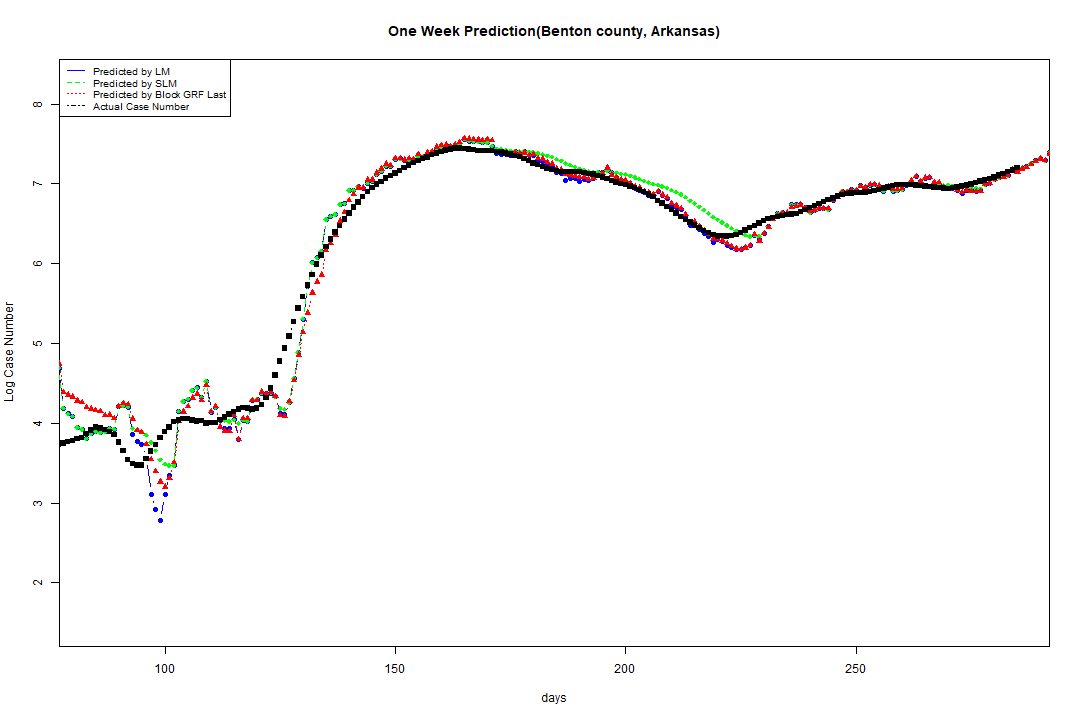 One Week Prediction(Benton county, Arkansas)
Predicted by LM
Predicted by SLM
Predicted by Block GRF Last
Actual Case Number
8
7
6
5
4
3
2
Log Case Number
100 150 200 250
days